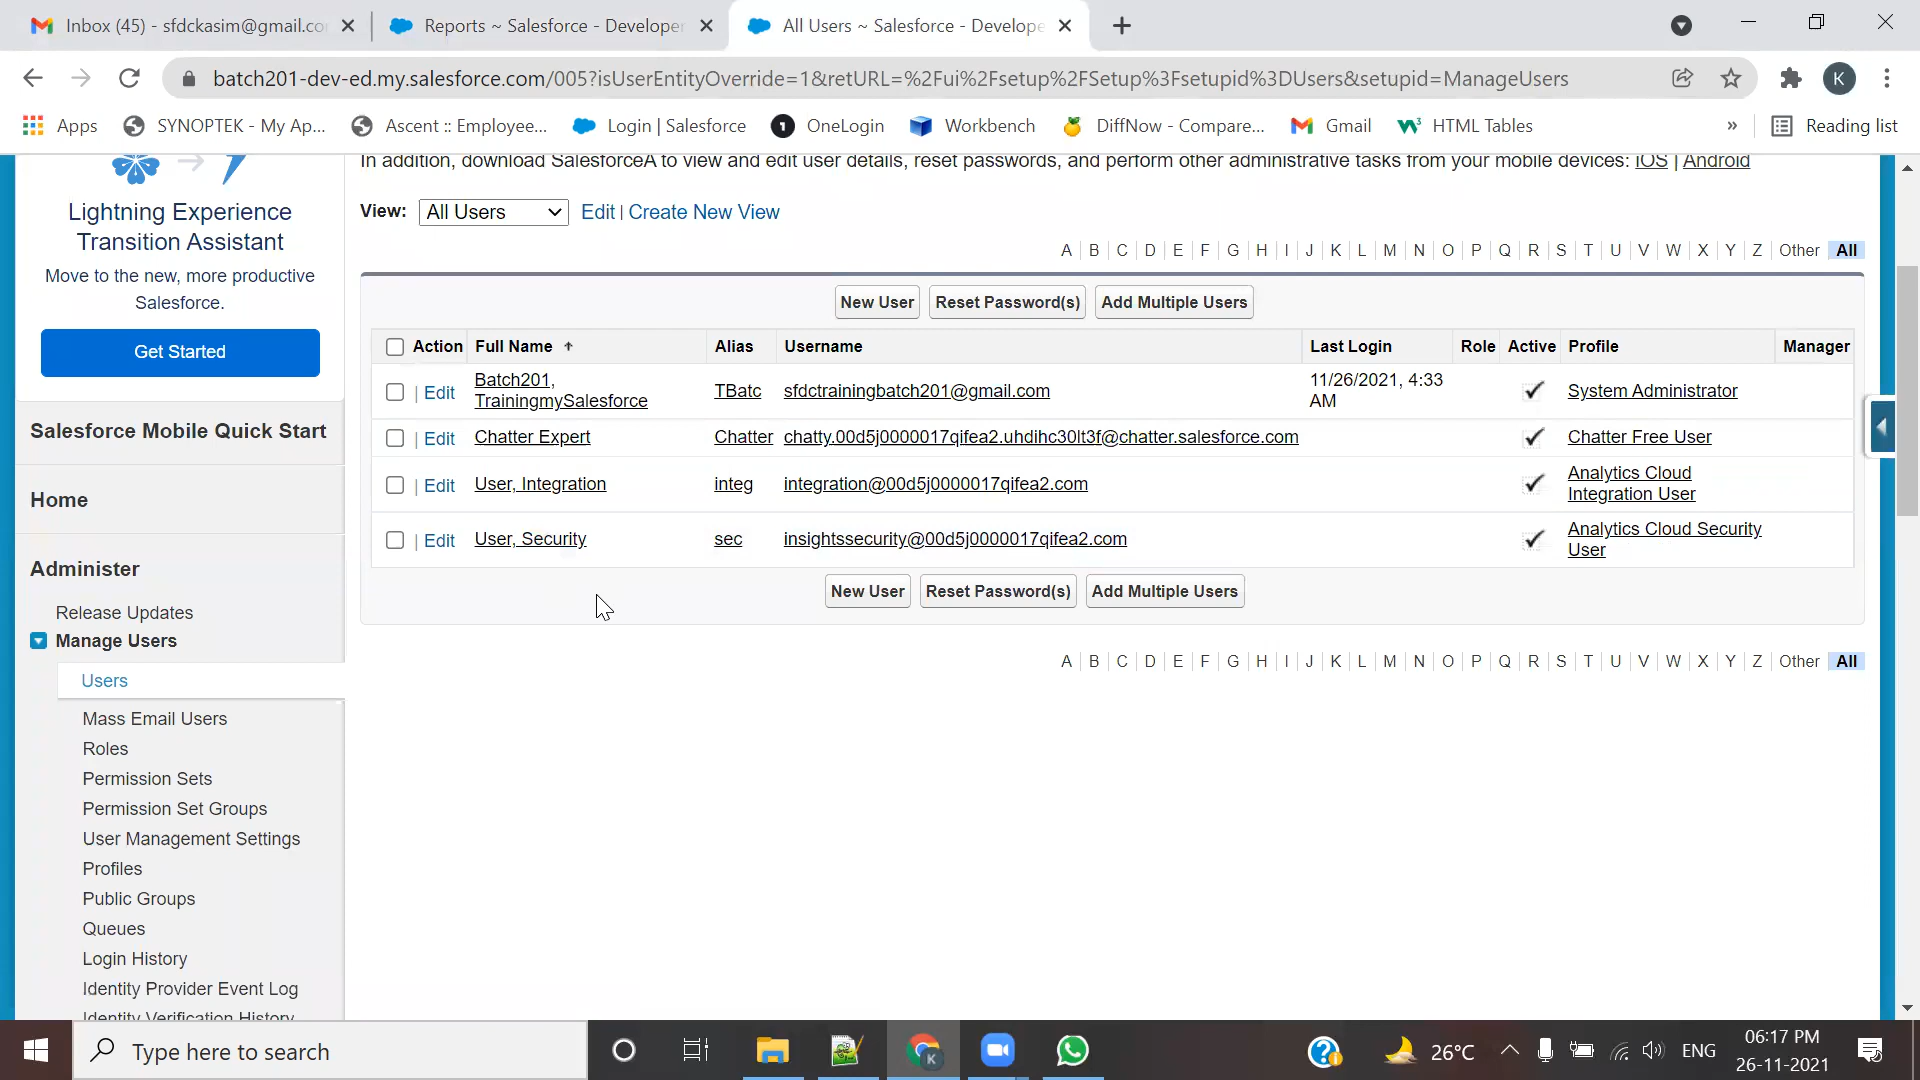 Inbox (45) - sfdckasim@gmail.co
Reports ~ Salesforce - Developer
All Users ~ Salesforce - Develope
batch201-dev-ed.my.salesforce.com/005?isUserEntityOverride=1&retURL=%2Fui%2Fsetup%2FSetup%3Fsetupid%3DUsers&setupid=ManageUsers
K
Apps
SYNOPTEK - My Ap...
Ascent :: Employee...
Login | Salesforce
OneLogin
Workbench
DiffNow - Compare...
Gmail
HTML Tables
»
Reading list
In addition, download SalesforceA to view and edit user details, reset passwords, and perform other administrative tasks from your mobile devices: iOS | Android
Lightning Experience
Transition Assistant
Move to the new, more productive
Salesforce.
Get Started
Salesforce Mobile Quick Start
Home
Administer
Release Updates
Manage Users
Users
Mass Email Users
Roles
Permission Sets
Permission Set Groups
User Management Settings
Profiles
Public Groups
Queues
Login History
Identity Provider Event Log
Identity Verification History
View: All Users Edit | Create New View
A B C D E F G H I J K L M N O P Q R S T U V W X Y Z Other All
New User Reset Password(s) Add Multiple Users
Action Full Name Alias Username Last Login Role Active Profile Manager
| Edit Batch201, TrainingmySalesforce TBatc sfdctrainingbatch201@gmail.com 11/26/2021, 4:33 AM System Administrator
| Edit Chatter Expert Chatter chatty.00d5j0000017qifea2.uhdihc30lt3f@chatter.salesforce.com Chatter Free User
| Edit User, Integration integ integration@00d5j0000017qifea2.com Analytics Cloud Integration User
| Edit User, Security sec insightssecurity@00d5j0000017qifea2.com Analytics Cloud Security User
New User Reset Password(s) Add Multiple Users
A B C D E F G H I J K L M N O P Q R S T U V W X Y Z Other All
Type here to search
26°C
ENG
06:17 PM
26-11-2021